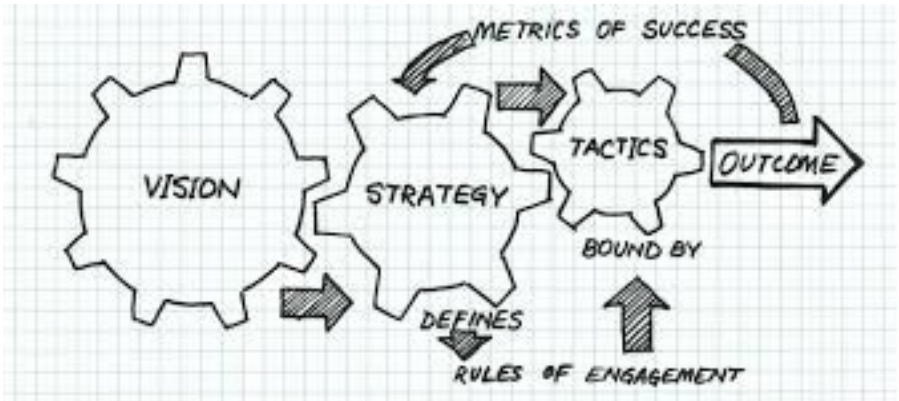 METRICS OF SUCCESS
VISION
STRATEGY
TACTICS
OUTCOME
BOUND BY
DEFINES
RULES OF ENGAGEMENT